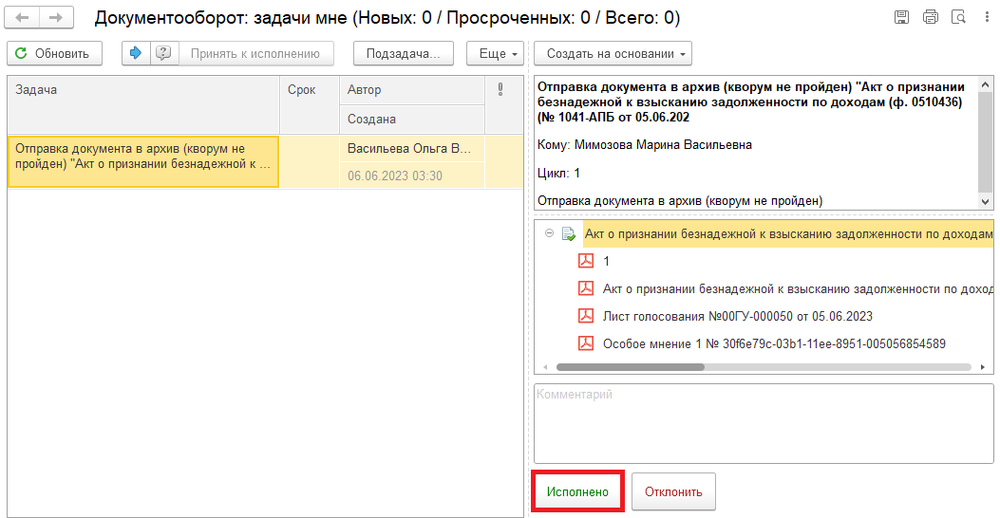 Документооборот: задачи мне (Новых: 0 / Просроченных: 0 / Всего: 0)
Обновить
Принять к исполнению
Подзадача...
Еще
Создать на основании
Задача
Срок
Автор
Создана
Отправка документа в архив (кворум не
пройден) "Акт о признании безнадежной к ...
Васильева Ольга В...
06.06.2023 03:30
Отправка документа в архив (кворум не пройден) "Акт о признании
безнадежной к взысканию задолженности по доходам (ф. 0510436)
(№ 1041-АПБ от 05.06.202
Кому: Мимозова Марина Васильевна
Цикл: 1
Отправка документа в архив (кворум не пройден)
Акт о признании безнадежной к взысканию задолженности по доходам
1
Акт о признании безнадежной к взысканию задолженности по доход
Лист голосования №00ГУ-000050 от 05.06.2023
Особое мнение 1 № 30f6e79c-03b1-11ee-8951-005056854589
Комментарий
Исполнено
Отклонить